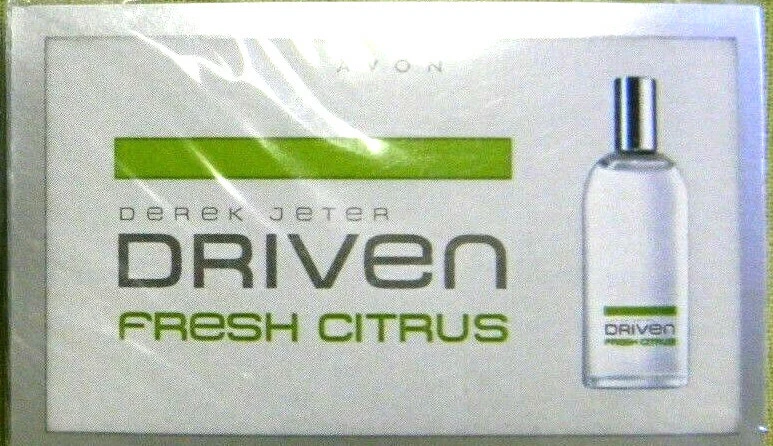 AVON
DEREK JETER
DRIVEN
FRESH CITRUS
DRIVEN
FRESH CITRUS